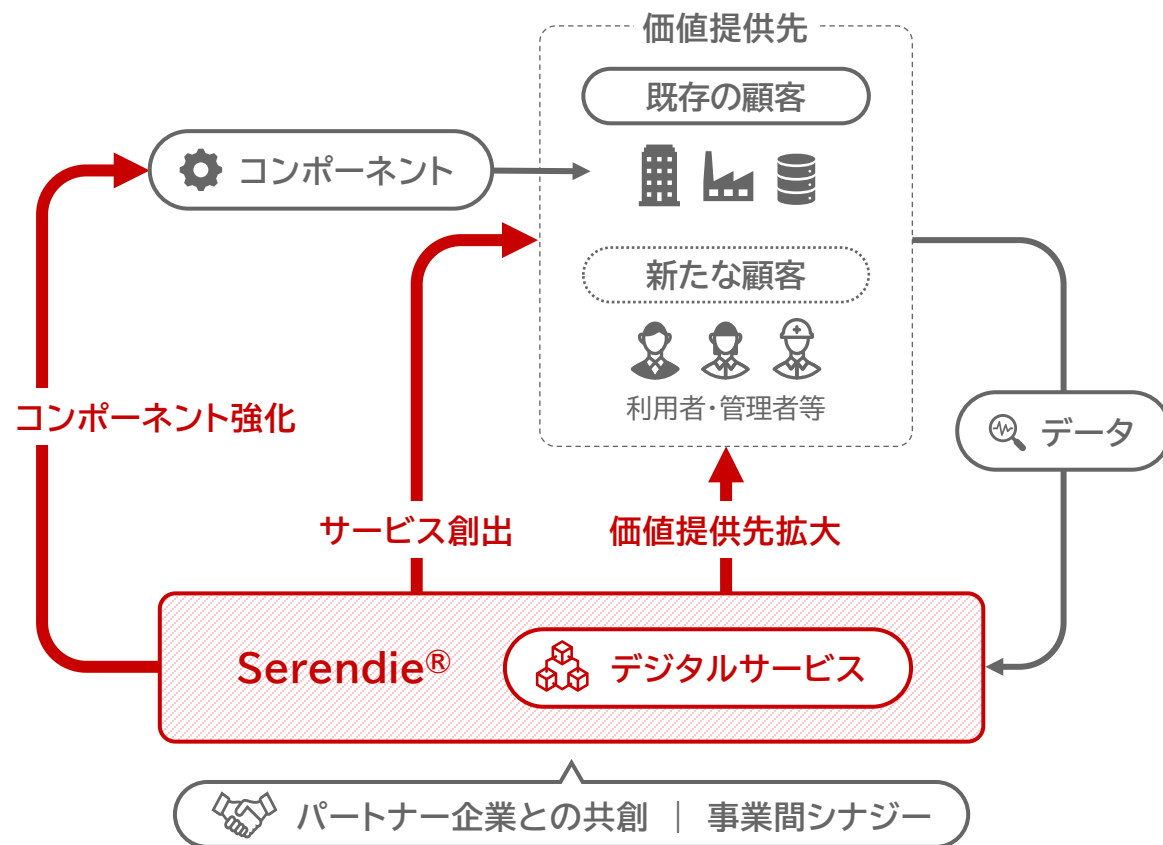 価値提供先
既存の顧客
コンポーネント
新たな顧客
利用者・管理者等
コンポーネント強化
データ
サービス創出
価値提供先拡大
Serendie®
デジタルサービス
パートナー企業との共創 | 事業間シナジー